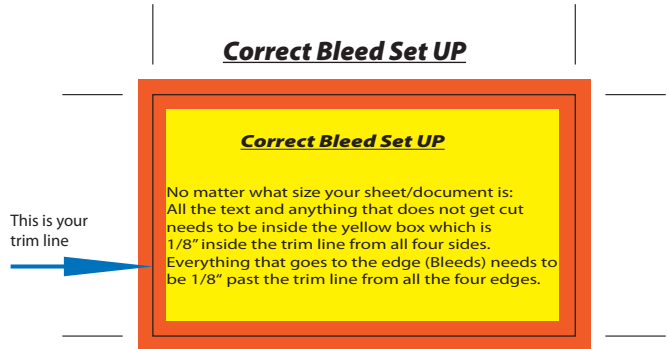 Correct Bleed Set UP
Correct Bleed Set UP
No matter what size your sheet/document is:
All the text and anything that does not get cut
needs to be inside the yellow box which is
1/8” inside the trim line from all four sides.
Everything that goes to the edge (Bleeds) needs to
be 1/8” past the trim line from all the four edges.
This is your
trim line